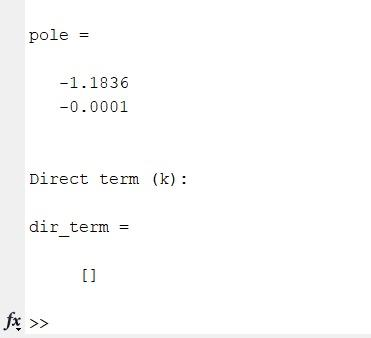 pole =
-1.1836
-0.0001
Direct term (k):
dir_term =
[]
fx >>